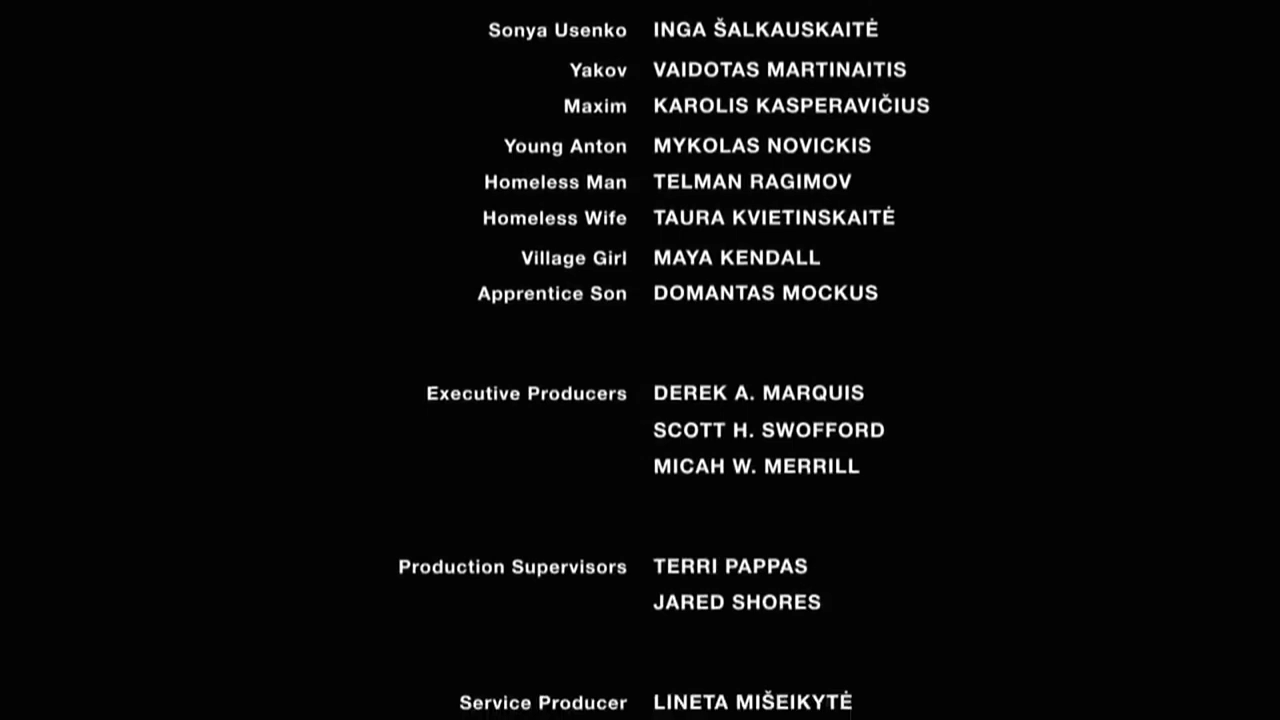 Sonya Usenko INGA ŠALKAUSKAITĖ
Yakov VAIDOTAS MARTINAITIS
Maxim KAROLIS KASPERAVIČIUS
Young Anton MYKOLAS NOVICKIS
Homeless Man TELMAN RAGIMOV
Homeless Wife TAURA KVIETINSKAITĖ
Village Girl MAYA KENDALL
Apprentice Son DOMANTAS MOCKUS
Executive Producers DEREK A. MARQUIS
SCOTT H. SWOFFORD
MICAH W. MERRILL
Production Supervisors TERRI PAPPAS
JARED SHORES
Service Producer LINETA MIŠEIKYTĖ